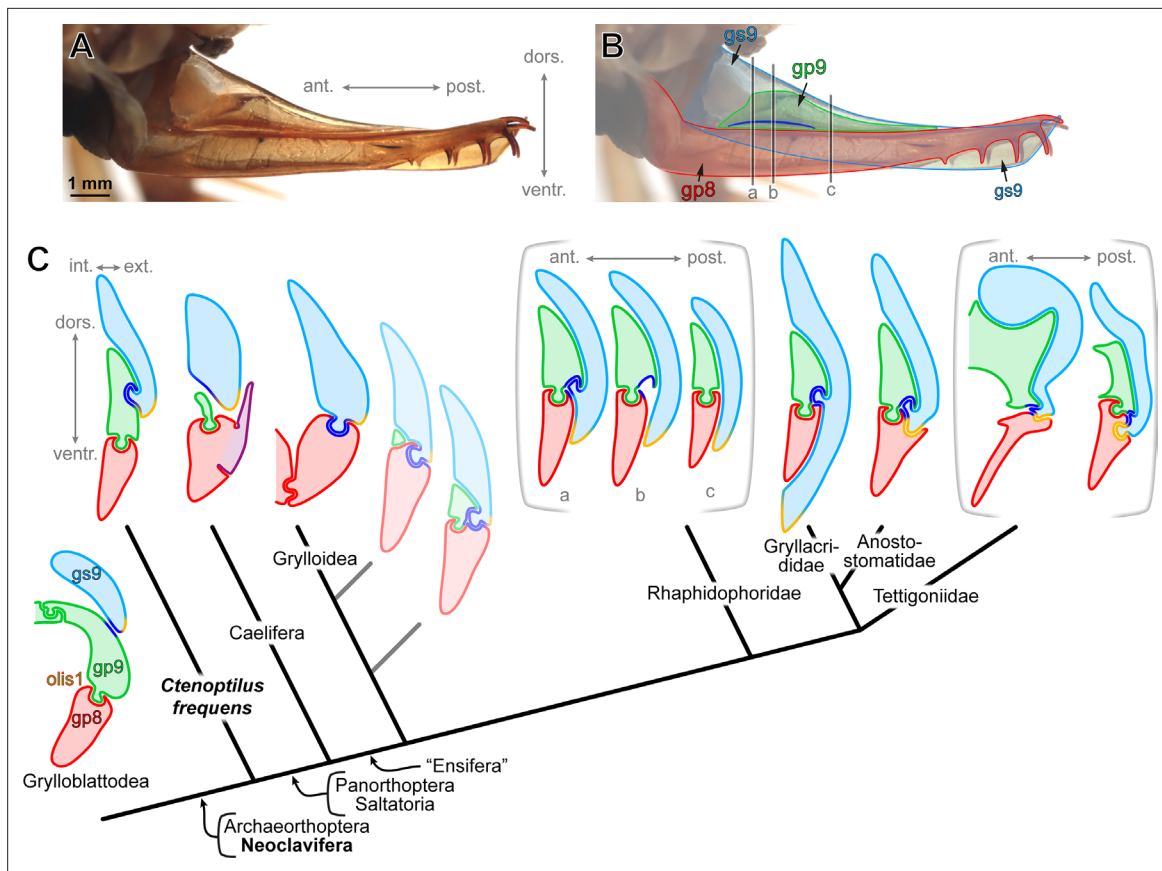 A
dors.
ant.
post.
1 mm
ventr.
B
gs9
gp9
gp8
a
b
c
gs9
C
int.
ext.
dors.
ventr.
ant.
post.
a
b
c
ant.
post.
gs9
gp9
olis1
gp8
Grylloblattodea
Ctenoptilus
frequens
Caelifera
Grylloidea
Rhaphidophoridae
Gryllacri-
didae
Anosto-
stomatidae
Tettigoniidae
"Ensifera"
Panorthoptera
Saltatoria
Archaeorthoptera
Neoclavifera